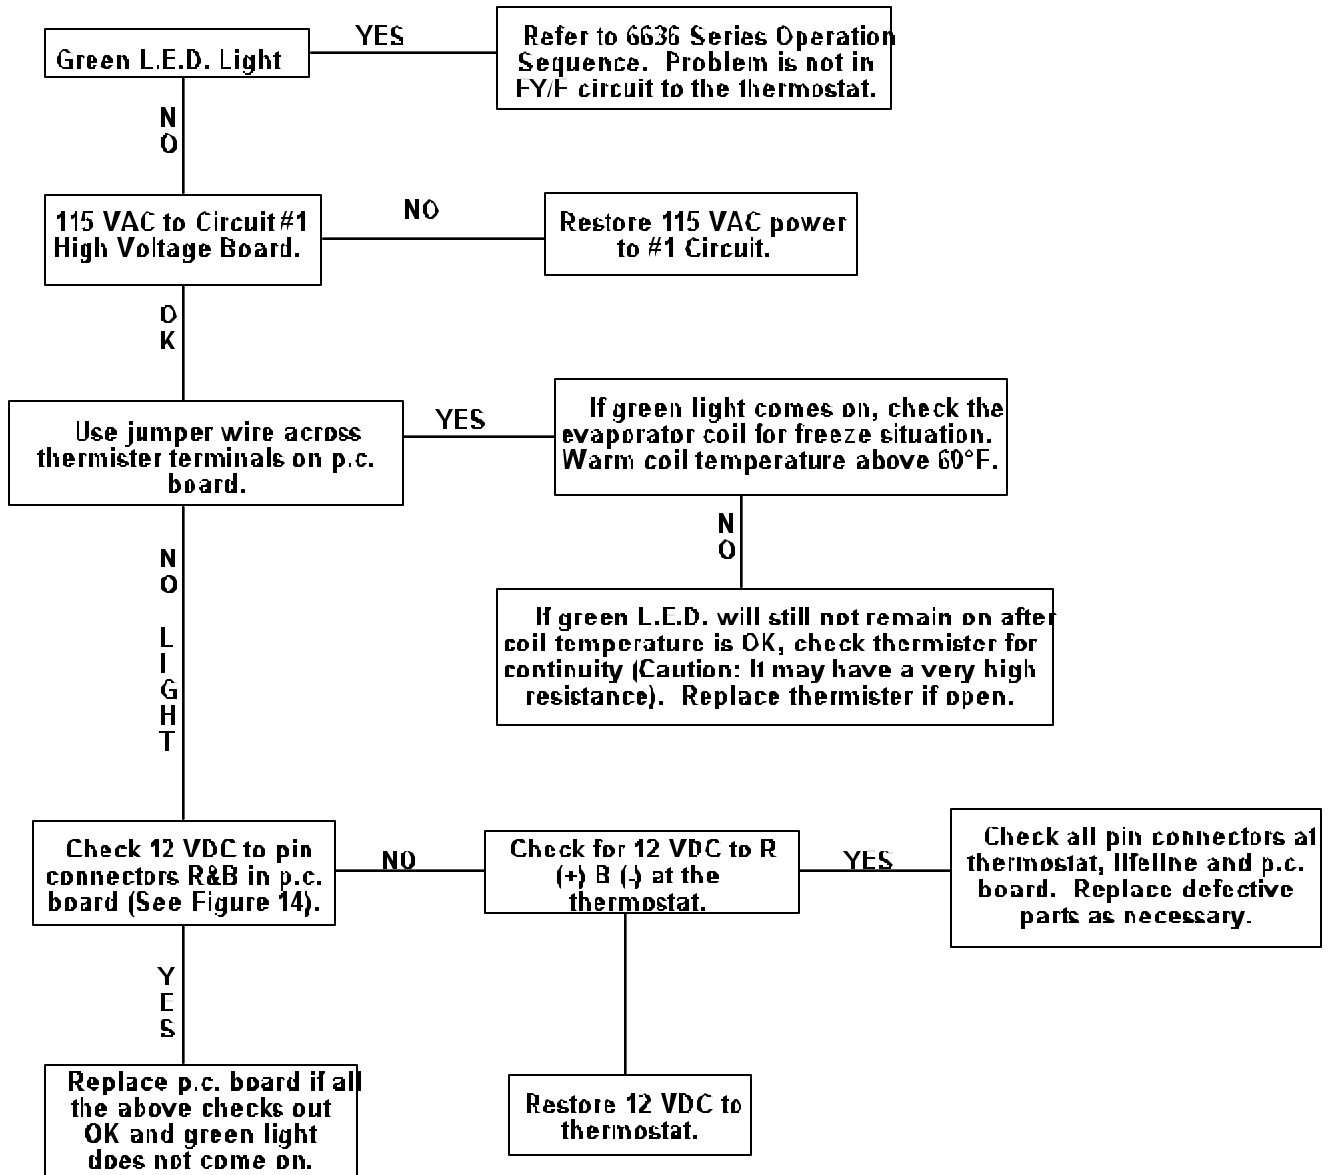 Green L.E.D. Light
YES
Refer to 6636 Series Operation
Sequence. Problem is not in
FY/F circuit to the thermostat.
N
O
115 VAC to Circuit #1
High Voltage Board.
NO
Restore 115 VAC power
to #1 Circuit.
O
K
Use jumper wire across
thermister terminals on p.c.
board.
YES
If green light comes on, check the
evaporator coil for freeze situation.
Warm coil temperature above 60°F.
N
O
If green L.E.D. will still not remain on after
coil temperature is OK, check thermister for
continuity (Caution: It may have a very high
resistance). Replace thermister if open.
N
O
L
I
G
H
T
Check 12 VDC to pin
connectors R&B in p.c.
board (See Figure 14).
NO
Check for 12 VDC to R
(+) B (-) at the
thermostat.
YES
Check all pin connectors at
thermostat, lifeline and p.c.
board. Replace defective
parts as necessary.
Y
E
S
Replace p.c. board if all
the above checks out
OK and green light
does not come on.
Restore 12 VDC to
thermostat.